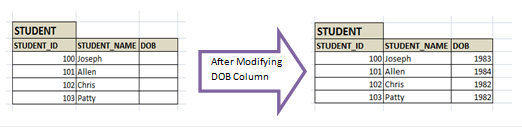 STUDENT
STUDENT_ID STUDENT_NAME DOB
100 Joseph
101 Allen
102 Chris
103 Patty
After Modifying
DOB Column
STUDENT
STUDENT_ID STUDENT_NAME DOB
100 Joseph 1983
101 Allen 1984
102 Chris 1982
103 Patty 1982